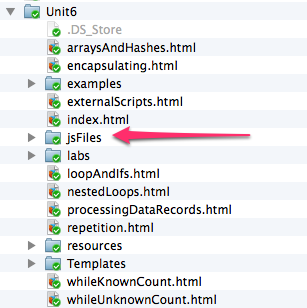 Unit6
.DS_Store
arraysAndHashes.html
encapsulating.html
examples
externalScripts.html
index.html
jsFiles
labs
loopAndIfs.html
nestedLoops.html
processingDataRecords.html
repetition.html
resources
Templates
whileKnownCount.html
whileUnknownCount.html